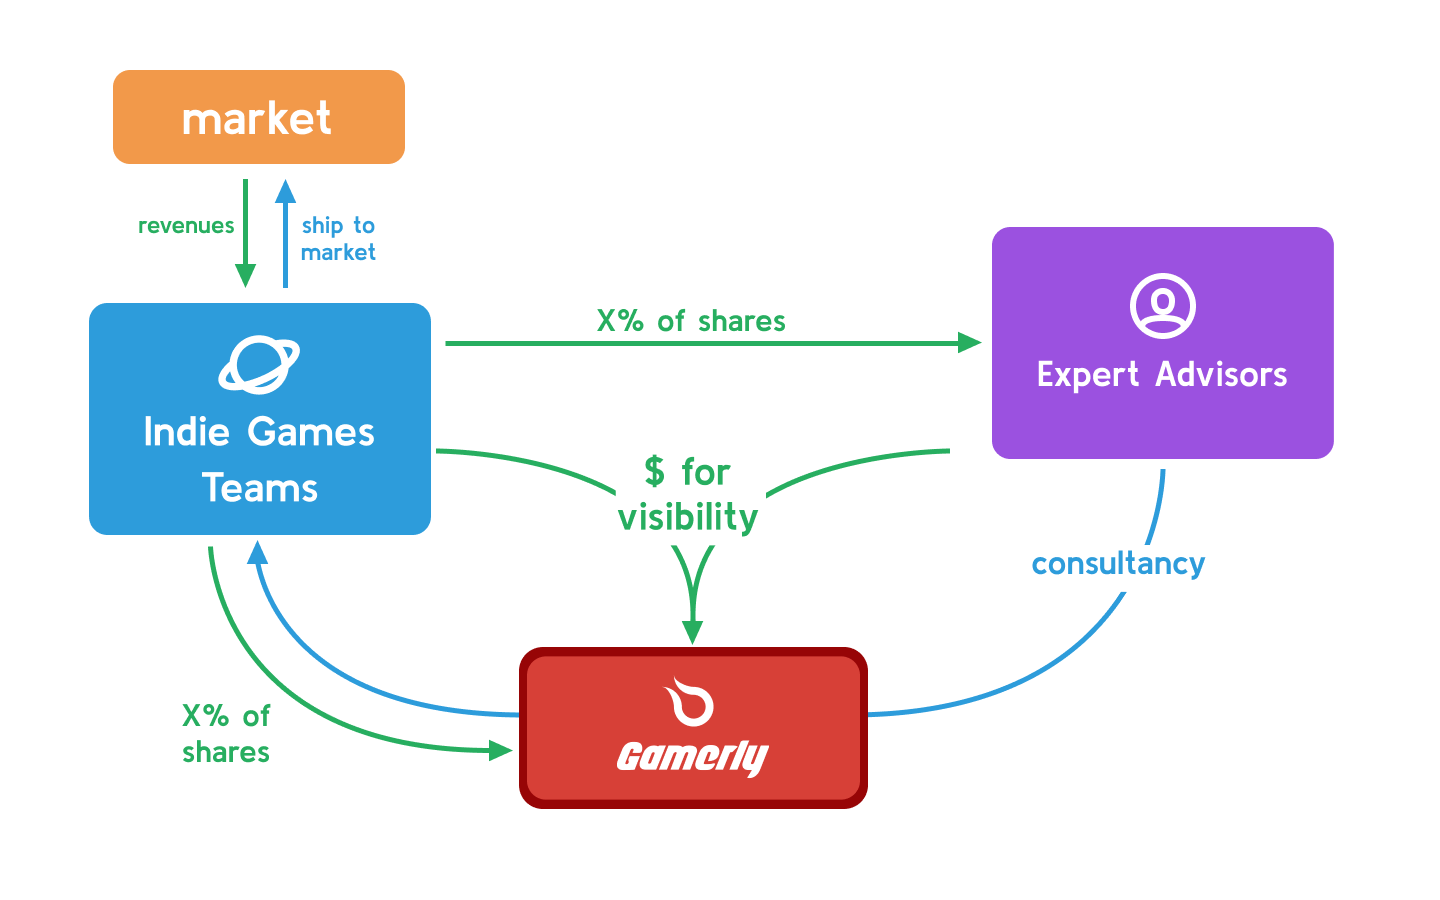 market
revenues
ship to
market
X% of shares
Indie Games
Teams
Expert Advisors
$ for
visibility
consultancy
X% of
shares
Gamerly